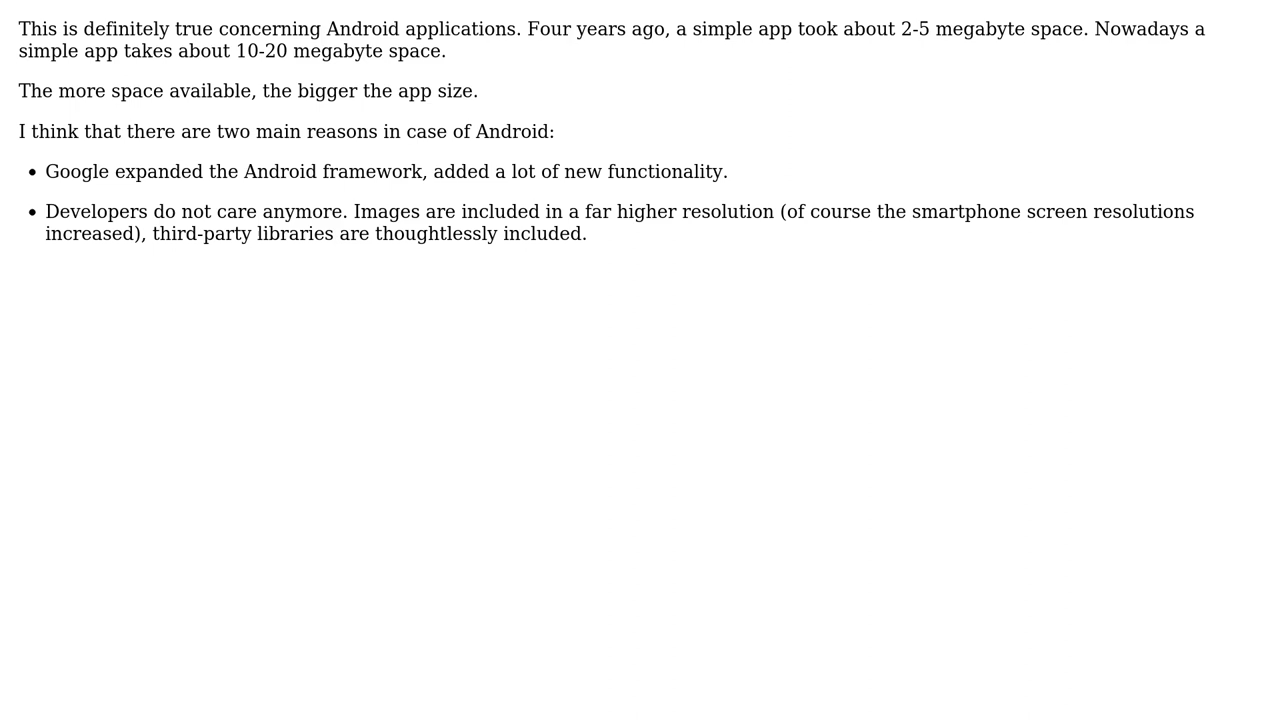 This is definitely true concerning Android applications. Four years ago, a simple app took about 2-5 megabyte space. Nowadays a
simple app takes about 10-20 megabyte space.
The more space available, the bigger the app size.
I think that there are two main reasons in case of Android:
• Google expanded the Android framework, added a lot of new functionality.
• Developers do not care anymore. Images are included in a far higher resolution (of course the smartphone screen resolutions
increased), third-party libraries are thoughtlessly included.